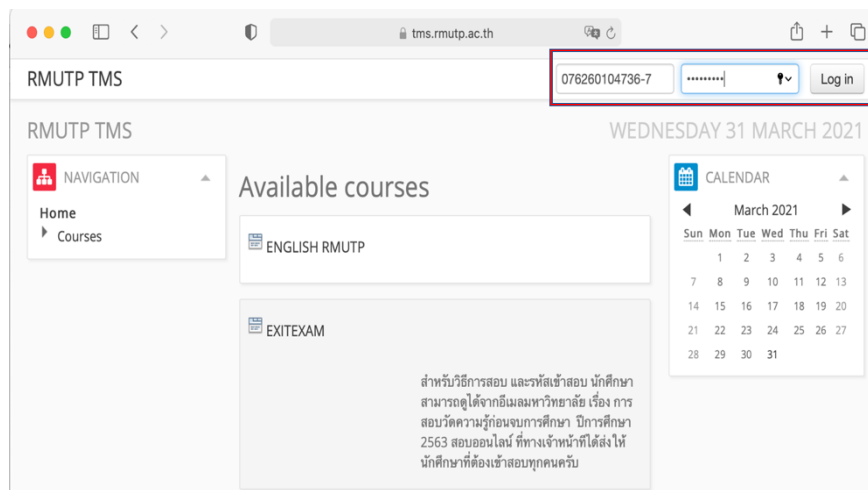 tms.rmutp.ac.th
RMUTP TMS
076260104736-7
•••••••••
Log in
RMUTP TMS
WEDNESDAY 31 MARCH 2021
NAVIGATION
Home
Courses
Available courses
ENGLISH RMUTP
EXITEXAM
สำหรับวิธีการสอบ และรหัสเข้าสอบ นักศึกษา
สามารถดูได้จากอีเมลมหาวิทยาลัย เรื่อง การ
สอบวัดความรู้ก่อนจบการศึกษา ปีการศึกษา
2563 สอบออนไลน์ ที่ทางเจ้าหน้าที่ได้ส่งให้
นักศึกษาที่ต้องเข้าสอบทุกคนครับ
CALENDAR
March 2021
Sun Mon Tue Wed Thu Fri Sat
1 2 3 4 5 6
7 8 9 10 11 12 13
14 15 16 17 18 19 20
21 22 23 24 25 26 27
28 29 30 31